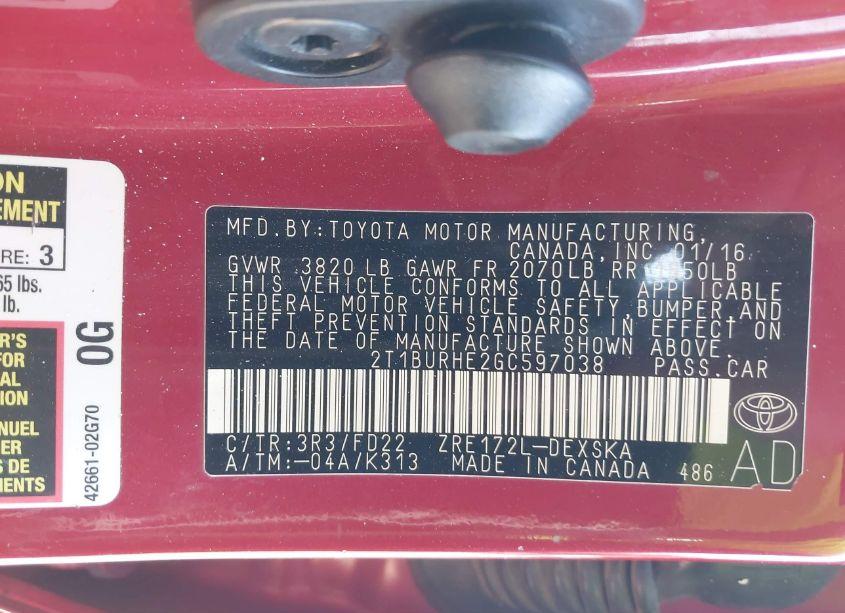 ON
EMENT
RE: 3
65 lbs.
lb.
R'S
FOR
AL
ION
ANUEL
RE
S DE
EMENTS
0G
42661-02G70
MFD.BY:TOYOTA MOTOR MANUFACTURING,
CANADA,INC. 01/16
GVWR 3820 LB GAWR FR 2070LB RR
THIS VEHICLE CONFORMS TO ALL APPLICABLE
FEDERAL MOTOR VEHICLE SAFETY,BUMPER,AND
THEFT PREVENTION STANDARDS IN EFFECT ON
THE DATE OF MANUFACTURE SHOWN ABOVE.
2T1BURHE2GC597038 PASS.CAR
C/TR:3R3/FD22 ZRE172L-DEXSKA
A/TM:-04A/K313 MADE IN CANADA 486
AD